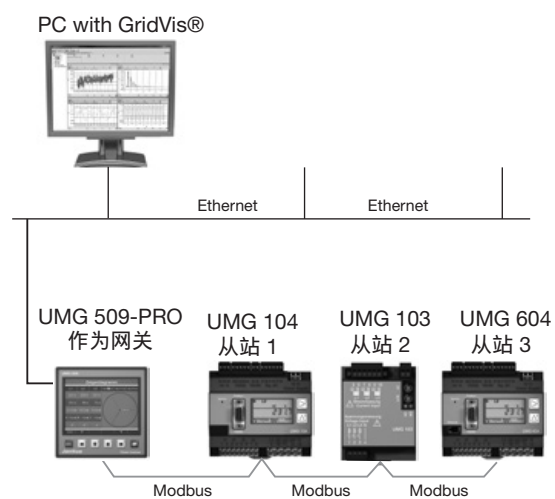 PC with GridVis®
Ethernet
Ethernet
UMG 509-PRO
作为网关
UMG 104
从站 1
UMG 103
从站 2
UMG 604
从站 3
Modbus
Modbus
Modbus